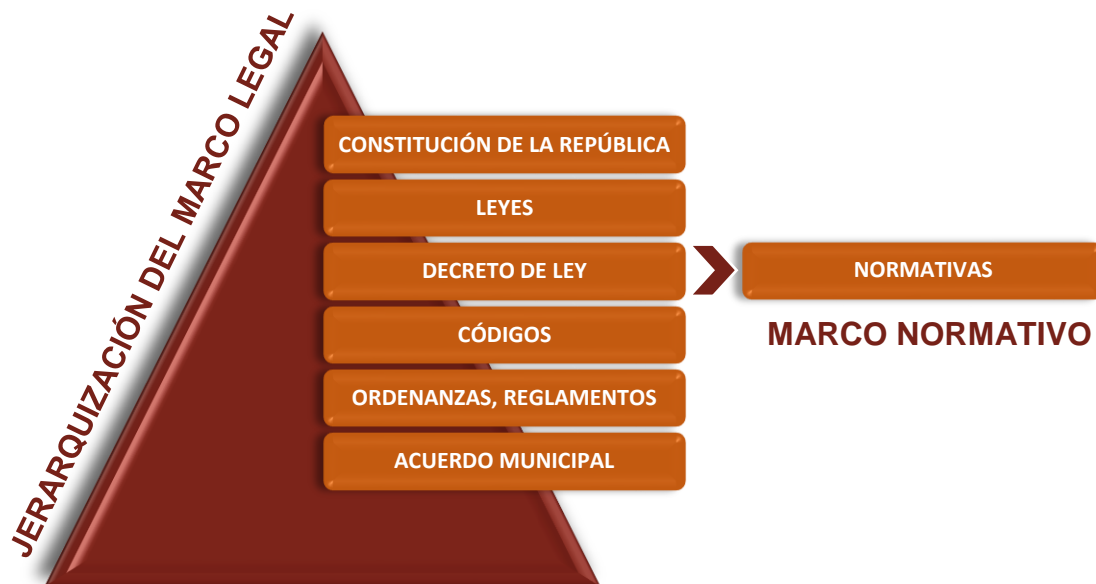 JERARQUIZACIÓN DEL MARCO LEGAL
CONSTITUCIÓN DE LA REPÚBLICA
LEYES
DECRETO DE LEY
CÓDIGOS
ORDENANZAS, REGLAMENTOS
ACUERDO MUNICIPAL
NORMATIVAS
MARCO NORMATIVO